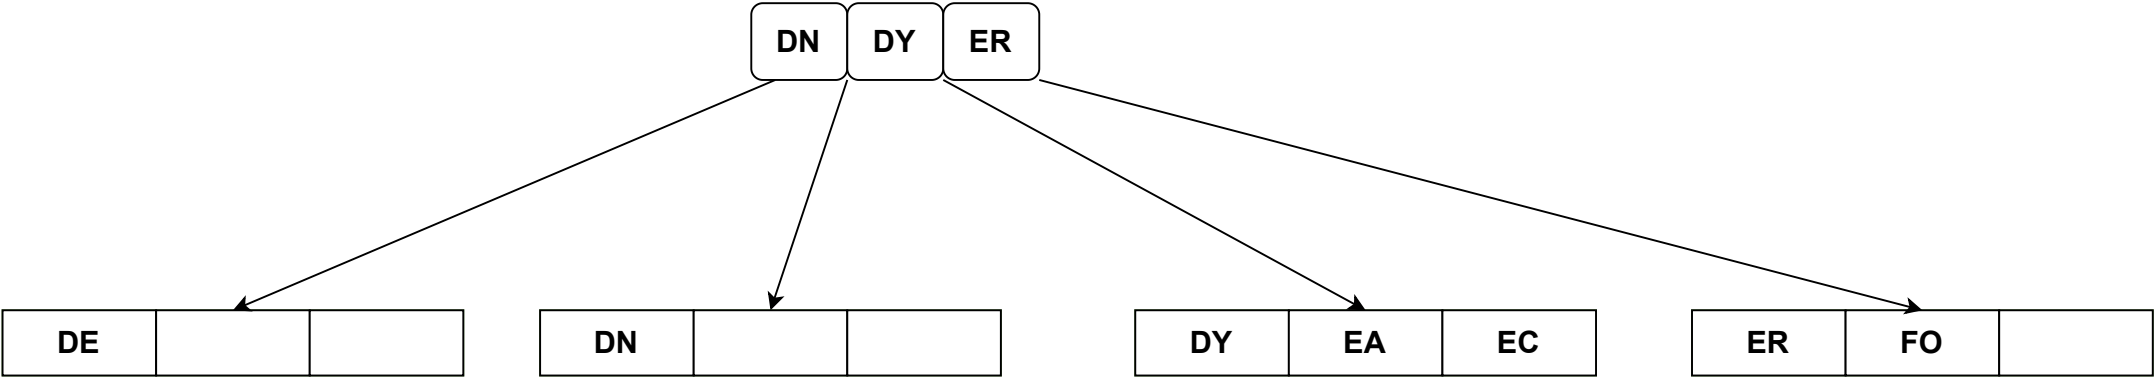 DN DY ER
DE DN DY EA EC ER FO